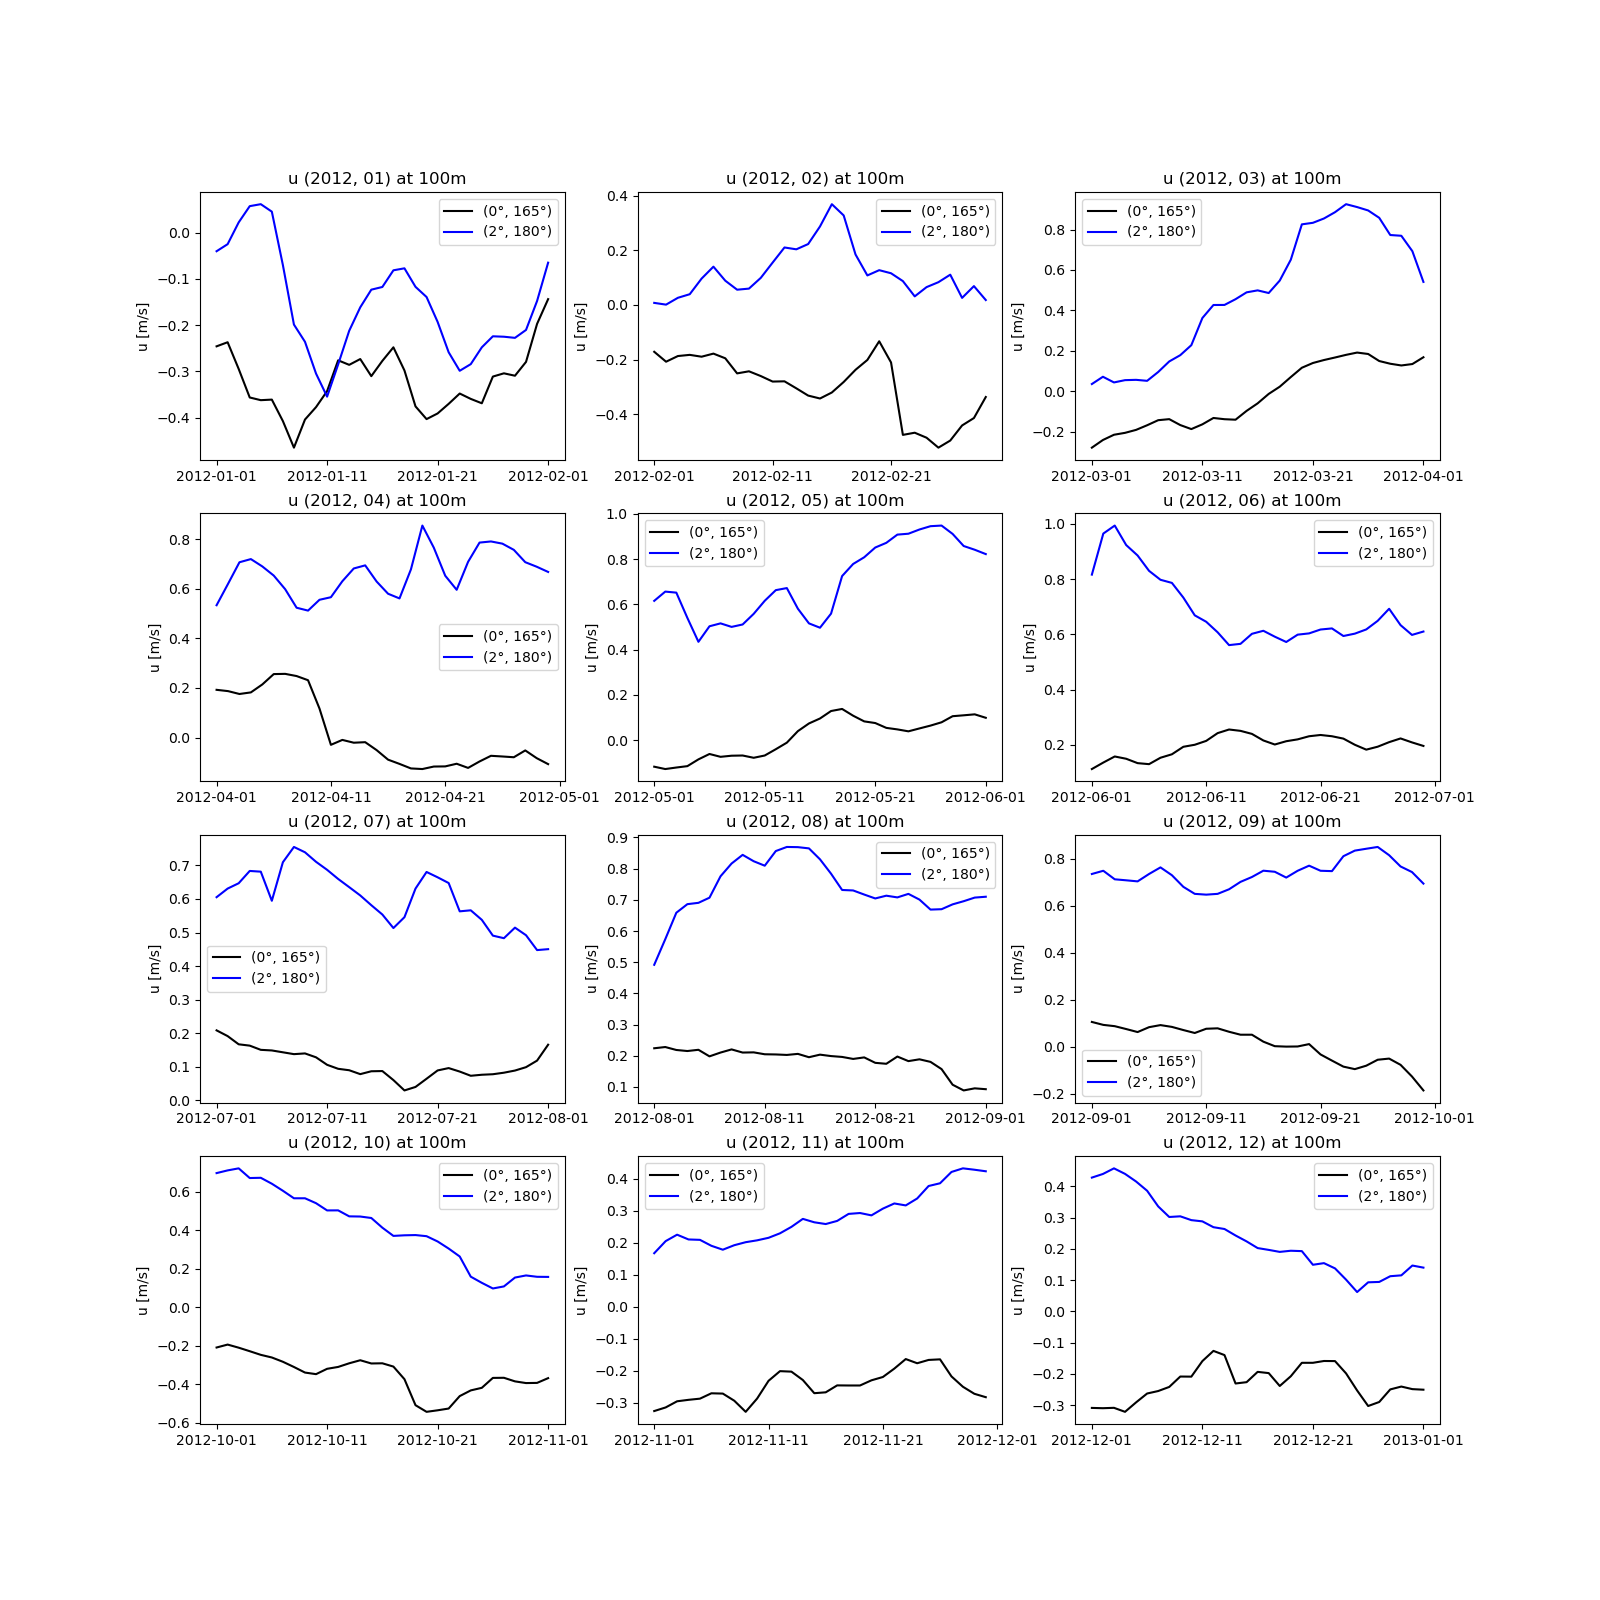 u (2012, 01) at 100m
u [m/s]
0.0
−0.1
−0.2
−0.3
−0.4
(0°, 165°)
(2°, 180°)
2012-01-01 2012-01-11 2012-01-21 2012-02-01
u (2012, 02) at 100m
u [m/s]
0.4
0.2
0.0
−0.2
−0.4
(0°, 165°)
(2°, 180°)
2012-02-01 2012-02-11 2012-02-21
u (2012, 03) at 100m
u [m/s]
0.8
0.6
0.4
0.2
0.0
−0.2
(0°, 165°)
(2°, 180°)
2012-03-01 2012-03-11 2012-03-21 2012-04-01
u (2012, 04) at 100m
u [m/s]
0.8
0.6
0.4
0.2
0.0
(0°, 165°)
(2°, 180°)
2012-04-01 2012-04-11 2012-04-21 2012-05-01
u (2012, 05) at 100m
u [m/s]
1.0
0.8
0.6
0.4
0.2
0.0
(0°, 165°)
(2°, 180°)
2012-05-01 2012-05-11 2012-05-21 2012-06-01
u (2012, 06) at 100m
u [m/s]
1.0
0.8
0.6
0.4
0.2
(0°, 165°)
(2°, 180°)
2012-06-01 2012-06-11 2012-06-21 2012-07-01
u (2012, 07) at 100m
u [m/s]
0.7
0.6
0.5
0.4
0.3
0.2
0.1
0.0
(0°, 165°)
(2°, 180°)
2012-07-01 2012-07-11 2012-07-21 2012-08-01
u (2012, 08) at 100m
u [m/s]
0.9
0.8
0.7
0.6
0.5
0.4
0.3
0.2
0.1
(0°, 165°)
(2°, 180°)
2012-08-01 2012-08-11 2012-08-21 2012-09-01
u (2012, 09) at 100m
u [m/s]
0.8
0.6
0.4
0.2
0.0
−0.2
(0°, 165°)
(2°, 180°)
2012-09-01 2012-09-11 2012-09-21 2012-10-01
u (2012, 10) at 100m
u [m/s]
0.6
0.4
0.2
0.0
−0.2
−0.4
−0.6
(0°, 165°)
(2°, 180°)
2012-10-01 2012-10-11 2012-10-21 2012-11-01
u (2012, 11) at 100m
u [m/s]
0.4
0.3
0.2
0.1
0.0
−0.1
−0.2
−0.3
(0°, 165°)
(2°, 180°)
2012-11-01 2012-11-11 2012-11-21 2012-12-01
u (2012, 12) at 100m
u [m/s]
0.4
0.3
0.2
0.1
0.0
−0.1
−0.2
−0.3
(0°, 165°)
(2°, 180°)
2012-12-01 2012-12-11 2012-12-21 2013-01-01